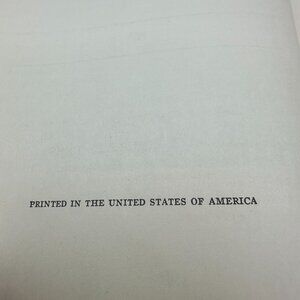 PRINTED IN THE UNITED STATES OF AMERICA